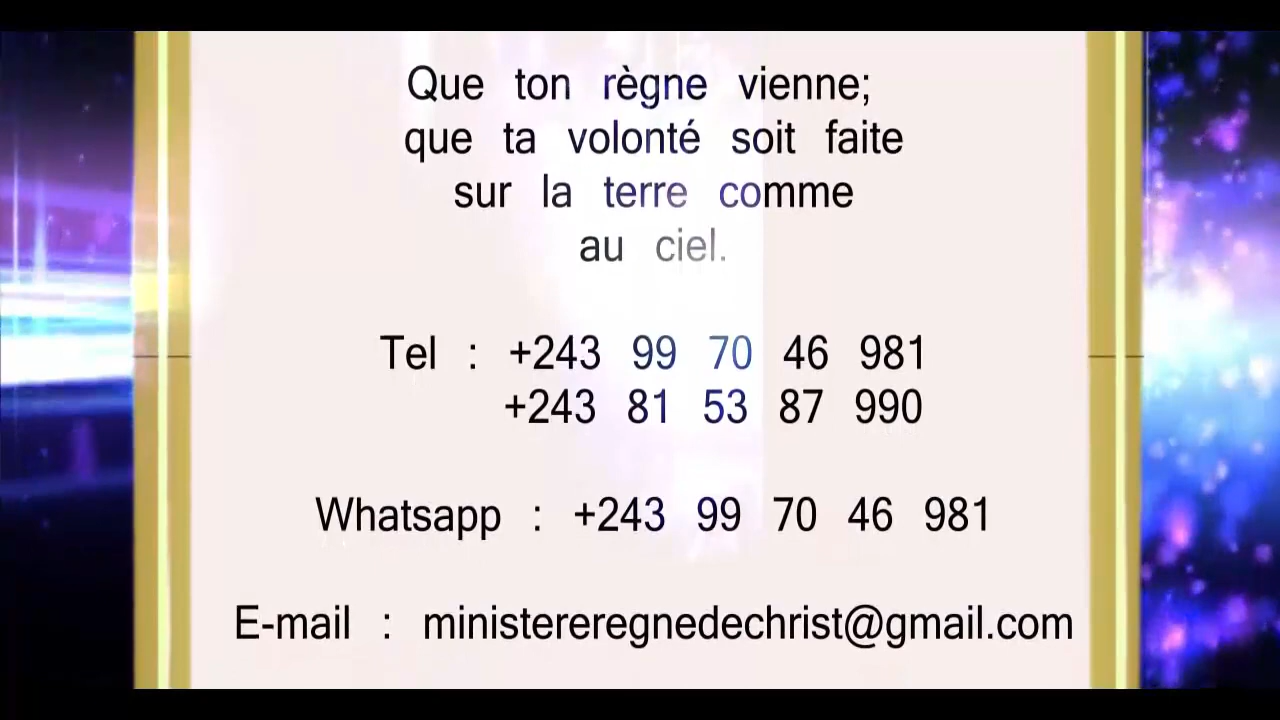 Que ton règne vienne;
que ta volonté soit faite
sur la terre comme
au ciel.
Tel : +243 99 70 46 981
+243 81 53 87 990
Whatsapp : +243 99 70 46 981
E-mail : ministereregnedechrist@gmail.com